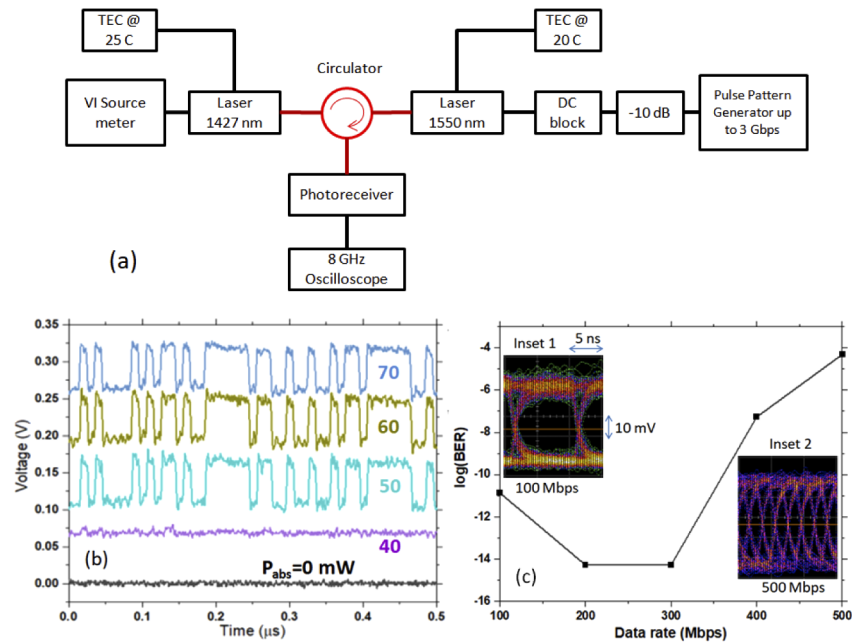 TEC @
25 C
TEC @
20 C
Circulator
VI Source
meter
Laser
1427 nm
Laser
1550 nm
DC
block
-10 dB
Pulse Pattern
Generator up
to 3 Gbps
Photoreceiver
8 GHz
Oscilloscope
(a)
0.35
0.30
0.25
0.20
0.15
0.10
0.05
0.00
Voltage (V)
70
60
50
40
(b)
P_abs=0 mW
0.0
0.1
0.2
0.3
0.4
0.5
Time (μs)
-4
-6
-8
-10
-12
-14
-16
log(BER)
Inset 1
5 ns
10 mV
100 Mbps
Inset 2
500 Mbps
(c)
100
200
300
400
500
Data rate (Mbps)